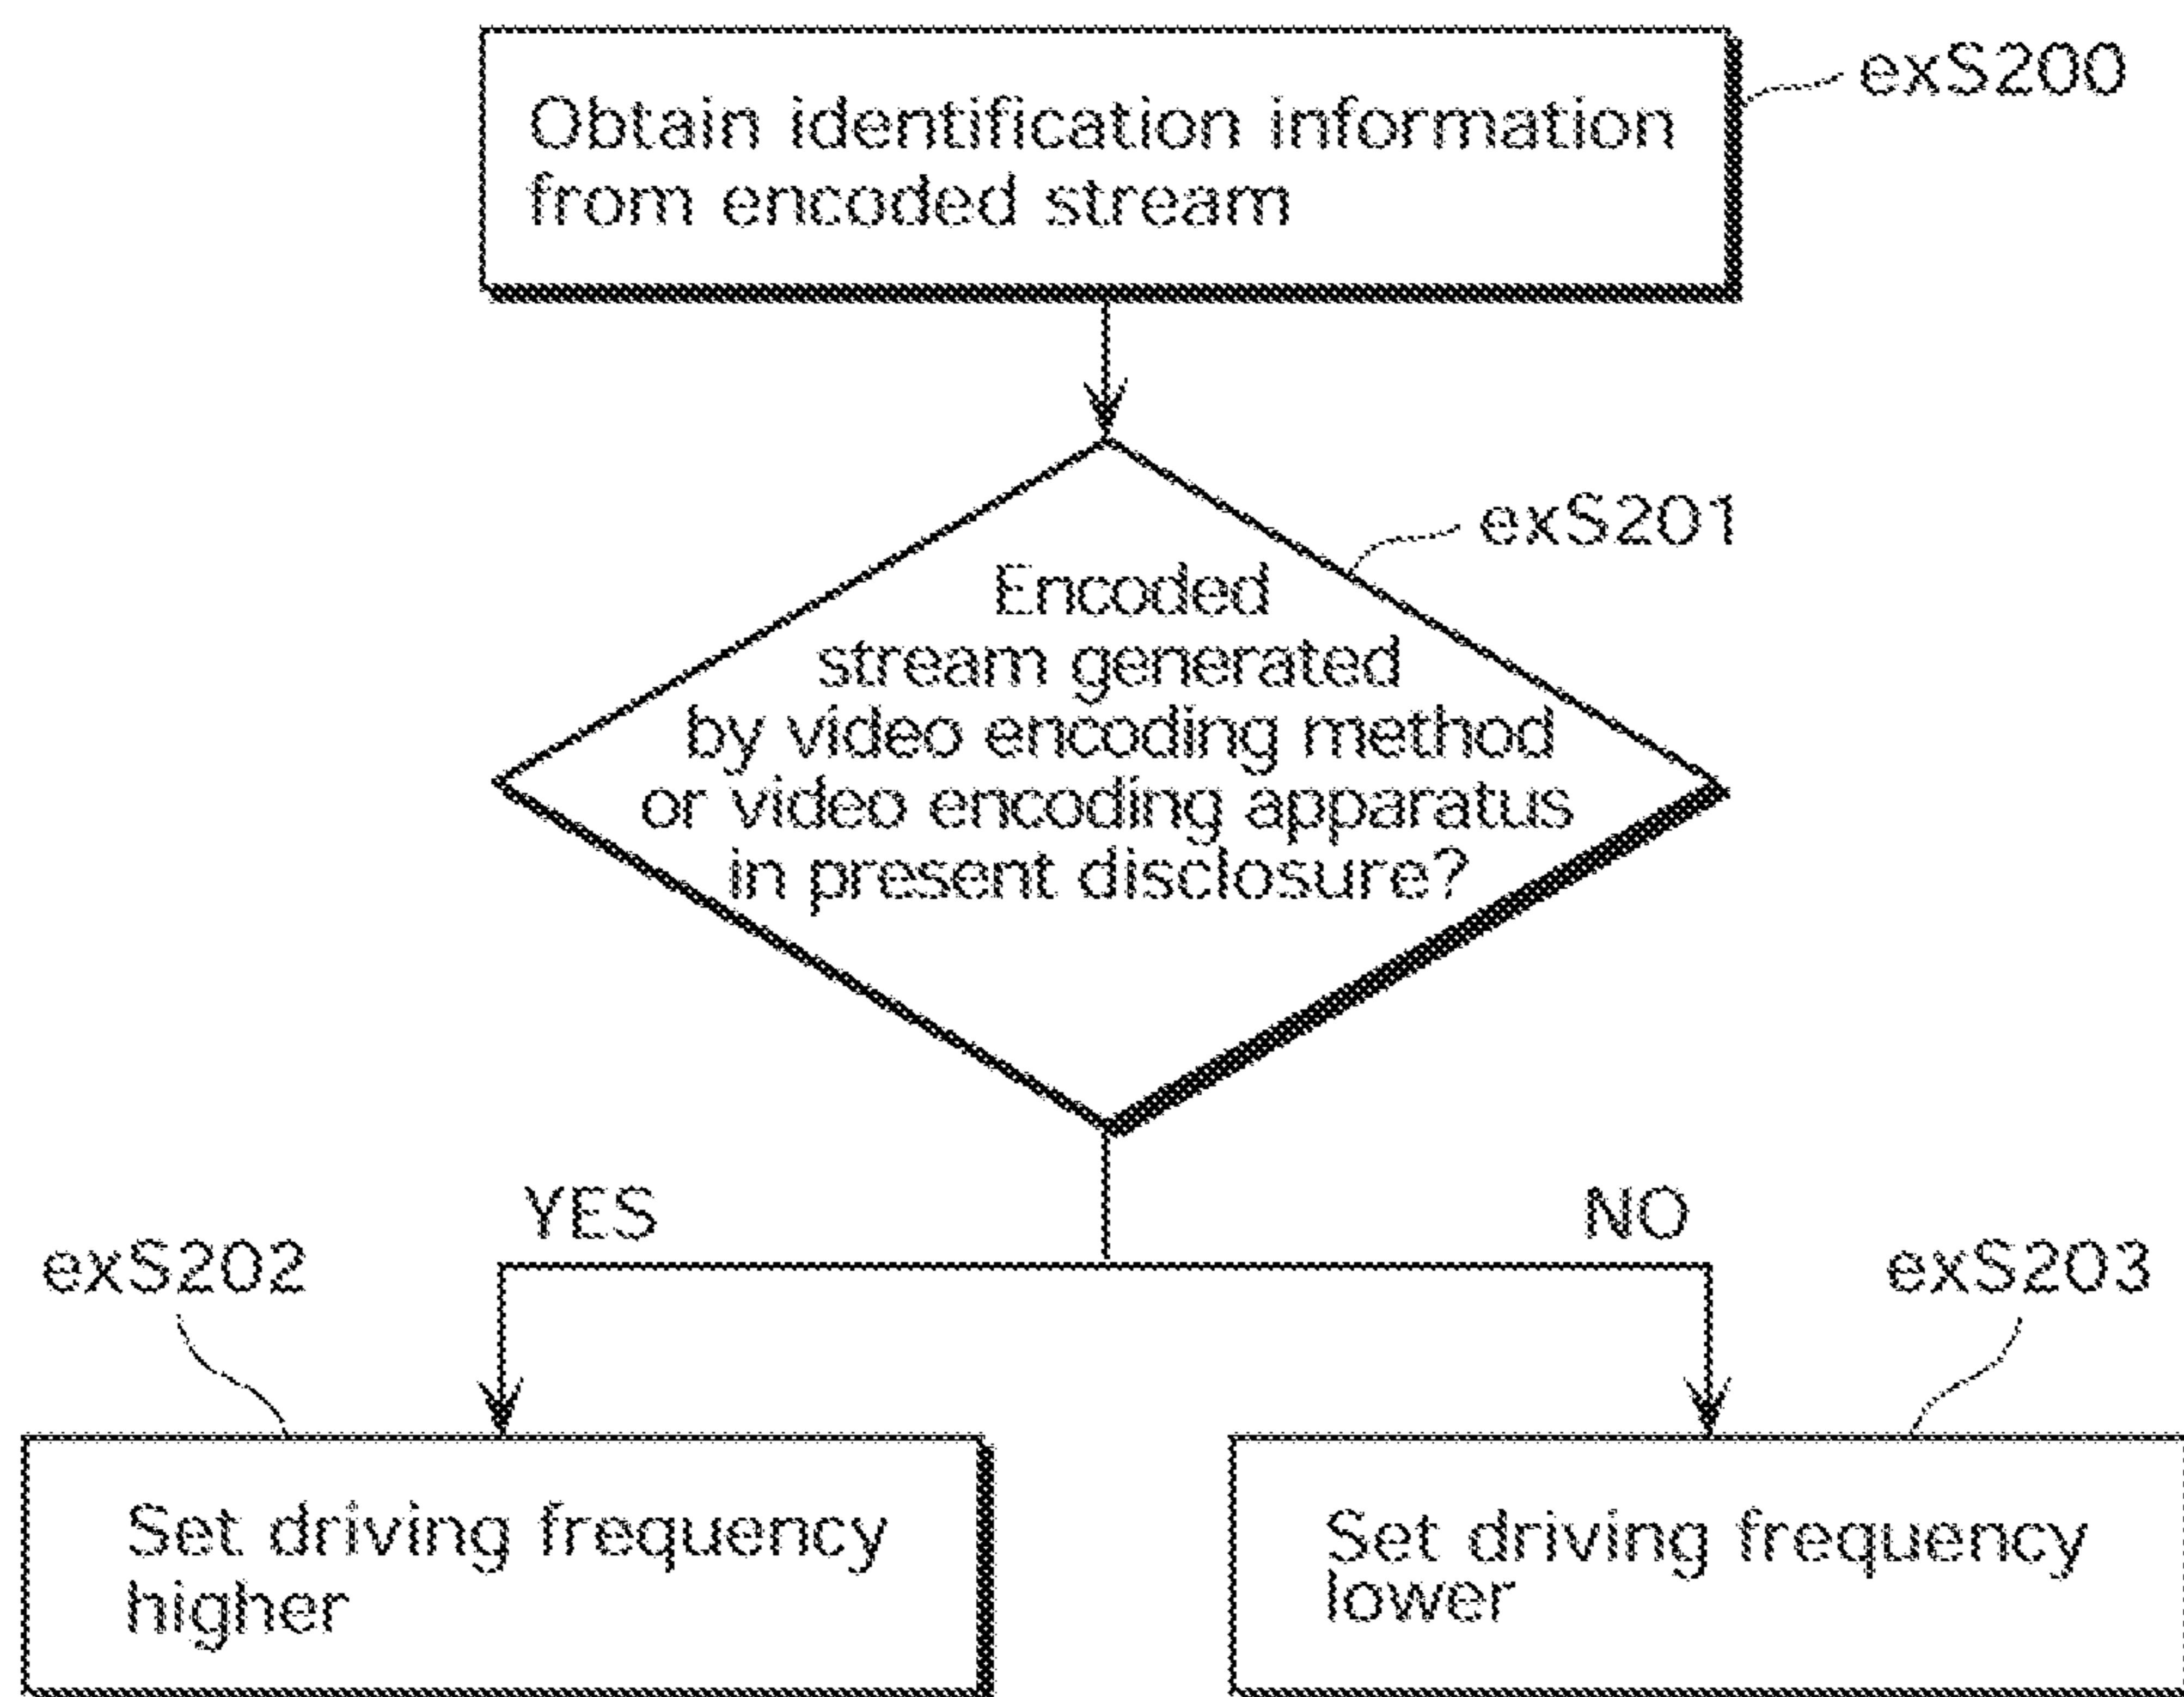 exS200
Obtain identification information
from encoded stream
exS201
Encoded
stream generated
by video encoding method
or video encoding apparatus
in present disclosure?
YES
NO
exS202
exS203
Set driving frequency
higher
Set driving frequency
lower